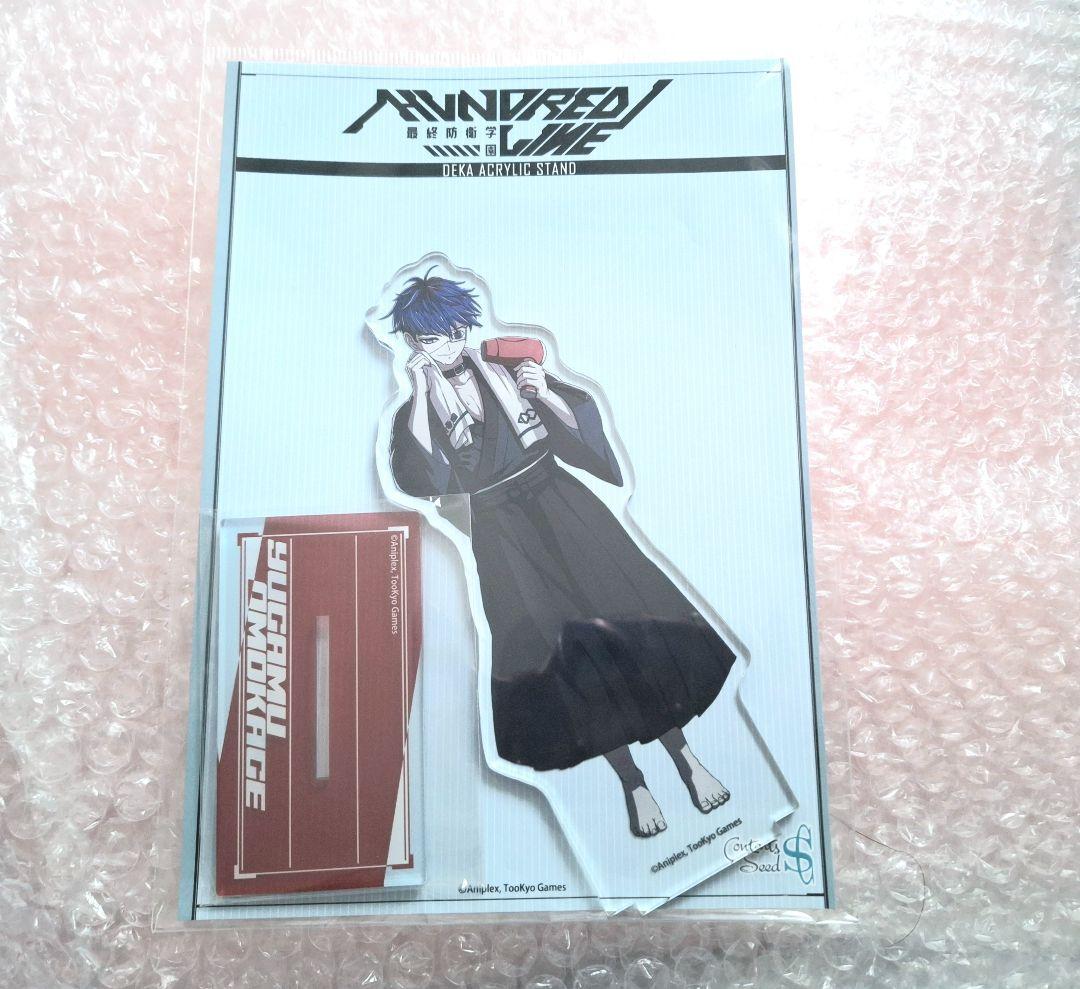 HUNDRED
最終防衛学
園
LINE
DEKA ACRYLIC STAND
©Aniplex, TooKyo Games
YUGAMU
OMOKAGE
©Aniplex, TooKyo Games
Contents
Seed
©Aniplex, TooKyo Games